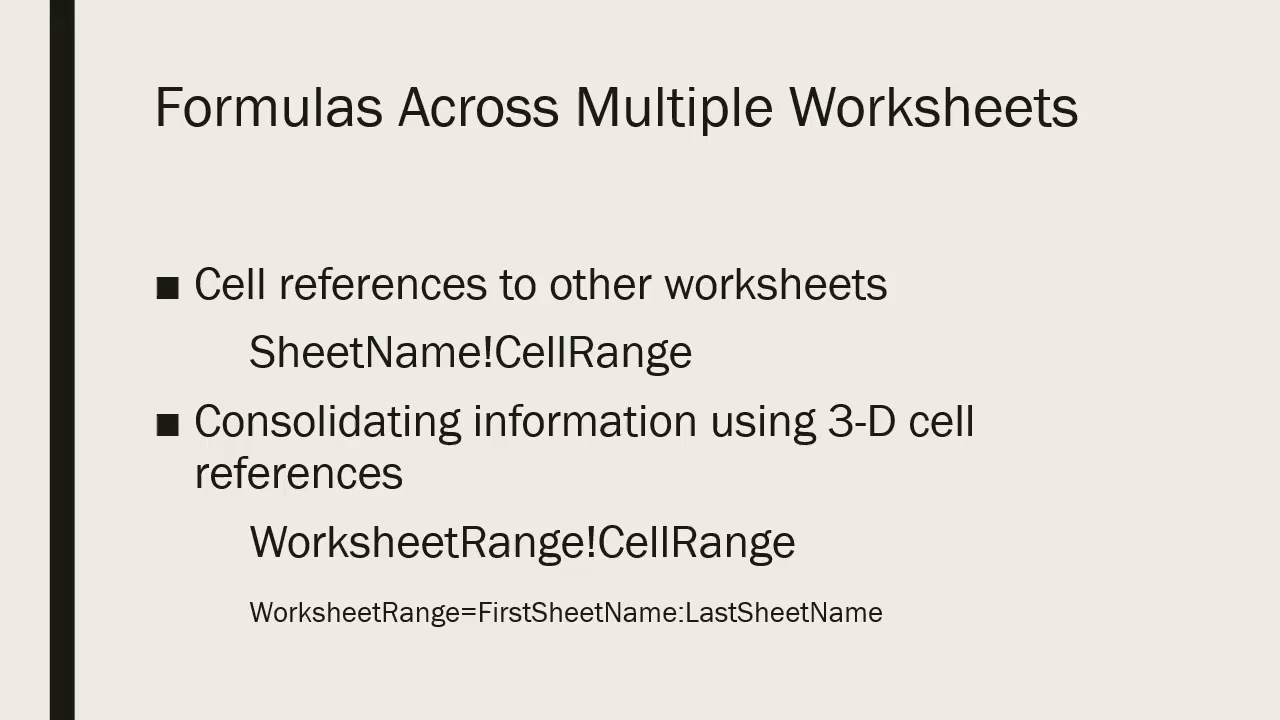 Formulas Across Multiple Worksheets
■ Cell references to other worksheets
SheetName!CellRange
■ Consolidating information using 3-D cell
references
WorksheetRange!CellRange
WorksheetRange=FirstSheetName:LastSheetName